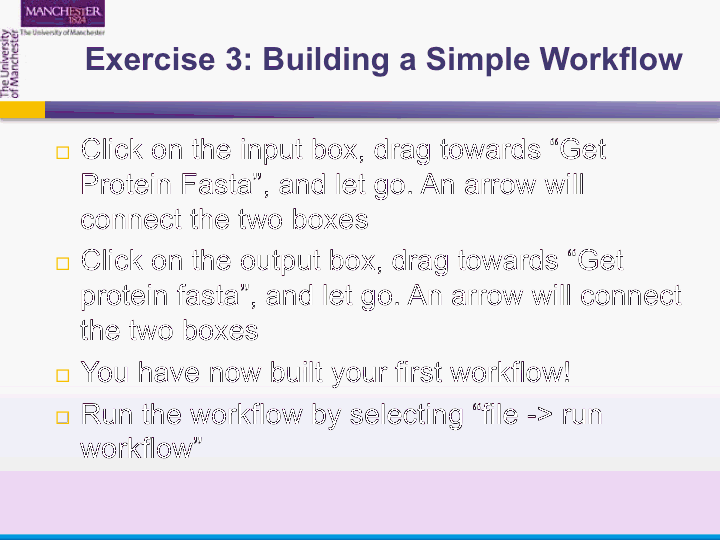 MANCHESTER
1824
The University of Manchester
The University
of Manchester
Exercise 3: Building a Simple Workflow
Click on the input box, drag towards “Get
Protein Fasta”, and let go. An arrow will
connect the two boxes
Click on the output box, drag towards “Get
protein fasta”, and let go. An arrow will connect
the two boxes
You have now built your first workflow!
Run the workflow by selecting “file -> run
workflow”